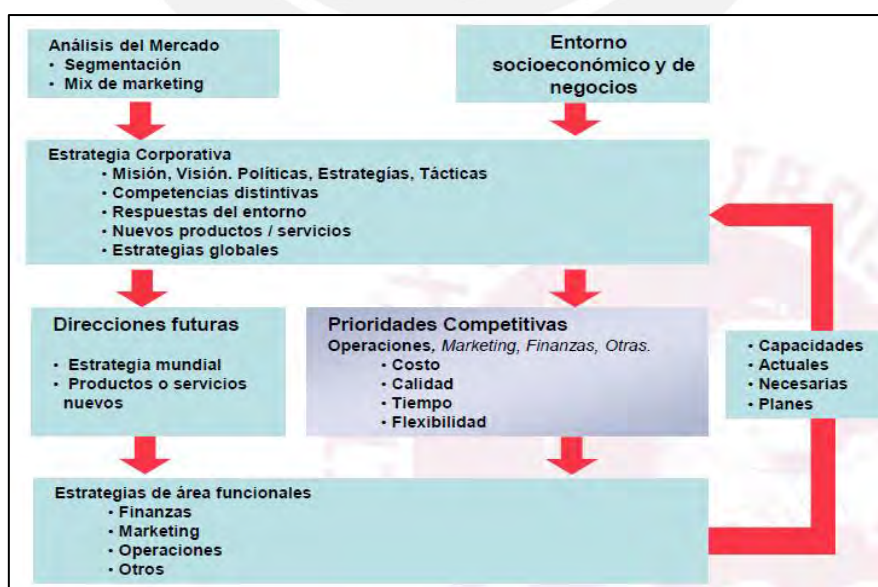 Análisis del Mercado
• Segmentación
• Mix de marketing
Entorno
socioeconómico y de
negocios
Estrategia Corporativa
• Misión, Visión. Políticas, Estrategías, Tácticas
• Competencias distintivas
• Respuestas del entorno
• Nuevos productos / servicios
• Estrategias globales
Direcciones futuras
• Estrategia mundial
• Productos o servicios
nuevos
Prioridades Competitivas
Operaciones, Marketing, Finanzas, Otras.
• Costo
• Calidad
• Tiempo
• Flexibilidad
• Capacidades
• Actuales
• Necesarias
• Planes
Estrategias de área funcionales
• Finanzas
• Marketing
• Operaciones
• Otros